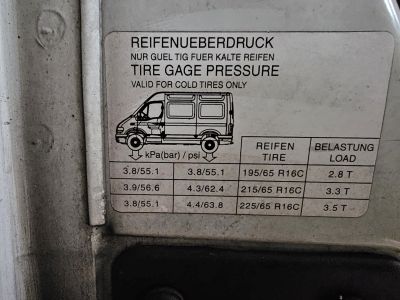 REIFENUEBERDRUCK
NUR GUEL TIG FUER KALTE REIFEN
TIRE GAGE PRESSURE
VALID FOR COLD TIRES ONLY
kPa(bar) / psi REIFEN TIRE BELASTUNG LOAD
3.8/55.1 3.8/55.1 195/65 R16C 2.8 T
3.9/56.6 4.3/62.4 215/65 R16C 3.3 T
3.8/55.1 4.4/63.8 225/65 R16C 3.5 T